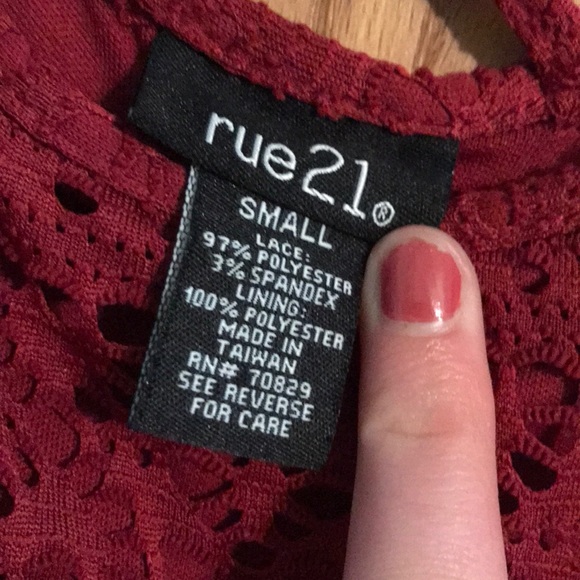 rue21®
SMALL
LACE:
97% POLYESTER
3% SPANDEX
LINING:
100% POLYESTER
MADE IN
TAIWAN
RN# 70829
SEE REVERSE
FOR CARE